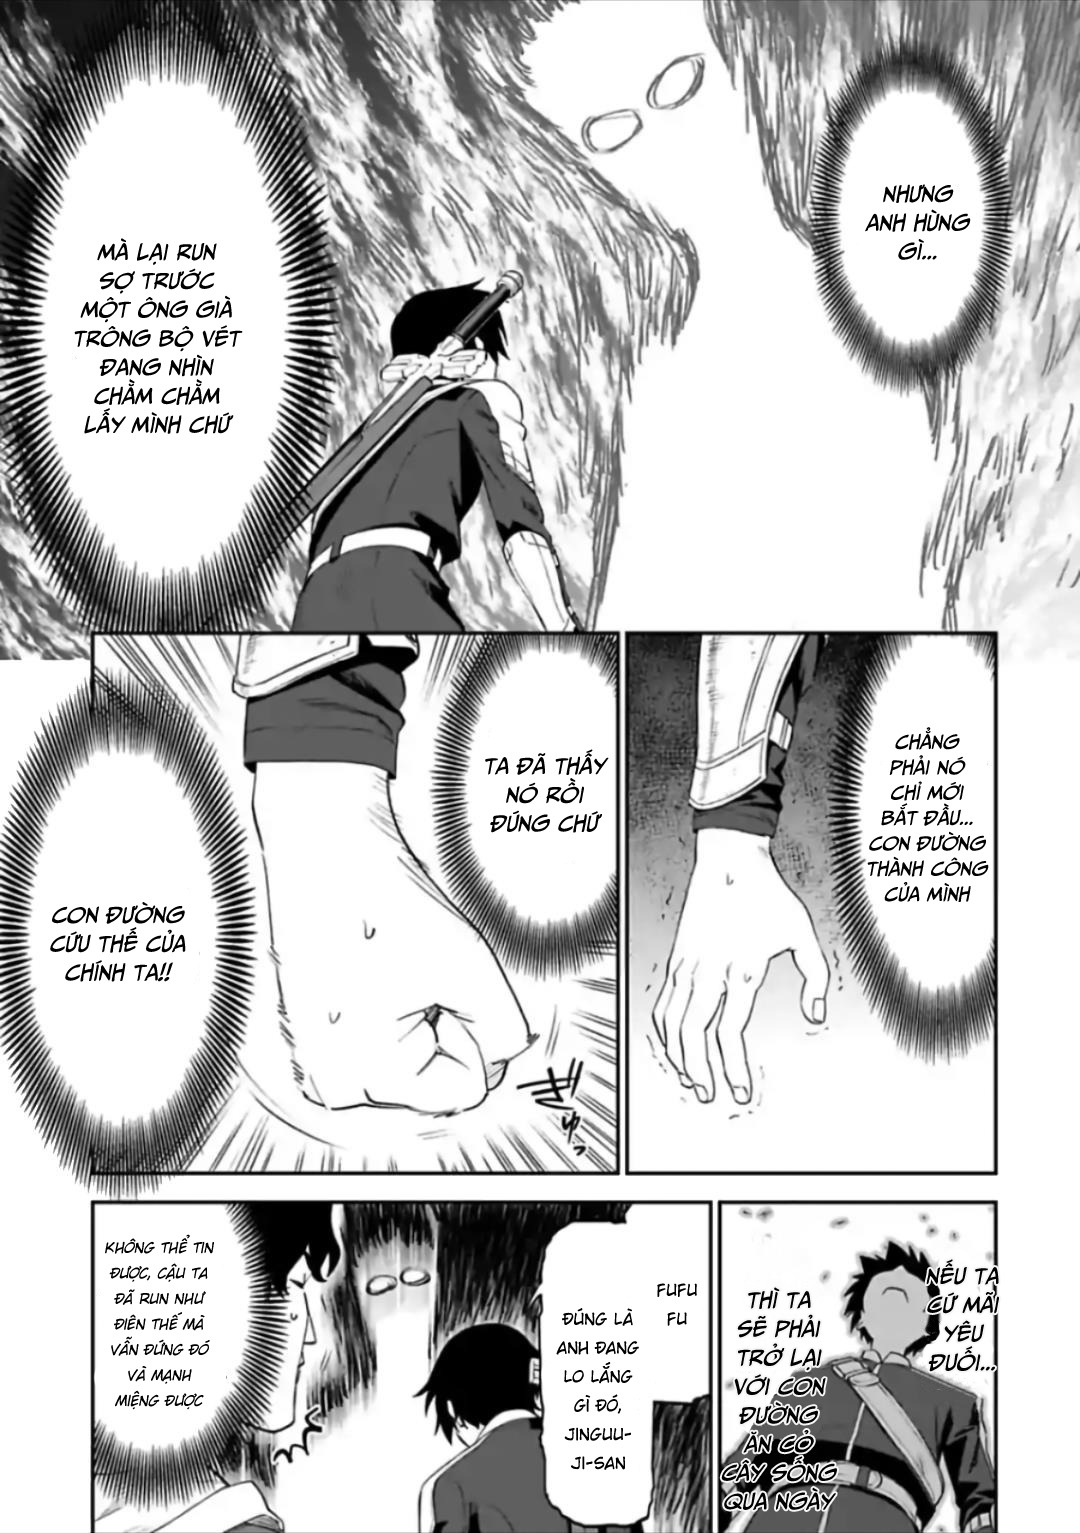 NHƯNG
ANH HÙNG
GÌ...
MÀ LẠI RUN
SỢ TRƯỚC
MỘT ÔNG GIÀ
TRÔNG BỘ VÉT
ĐANG NHÌN
CHẰM CHẰM
LẤY MÌNH CHỨ
CHẲNG
PHẢI NÓ
CHỈ MỚI
BẮT ĐẦU...
CON ĐƯỜNG
THÀNH CÔNG
CỦA MÌNH
TA ĐÃ THẤY
NÓ RỒI
ĐÚNG CHỨ
CON ĐƯỜNG
CỨU THẾ CỦA
CHÍNH TA!!
ぎゅっ
NẾU TA
CỨ MÃI
YÊU
ĐUỐI...
THÌ TA
SẼ PHẢI
TRỞ LẠI
VỚI CON
ĐƯỜNG
ĂN CỎ
CÂY SỐNG
QUA NGÀY
FUFU
FU
ĐÚNG LÀ
ANH ĐANG
LO LẮNG
GÌ ĐÓ,
JINGUU-
JI-SAN
KHÔNG THỂ TIN
ĐƯỢC, CẬU TA
ĐÃ RUN NHƯ
ĐIÊN THẾ MÀ
VẪN ĐỨNG ĐÓ
VÀ MẠNH
MIỆNG ĐƯỢC